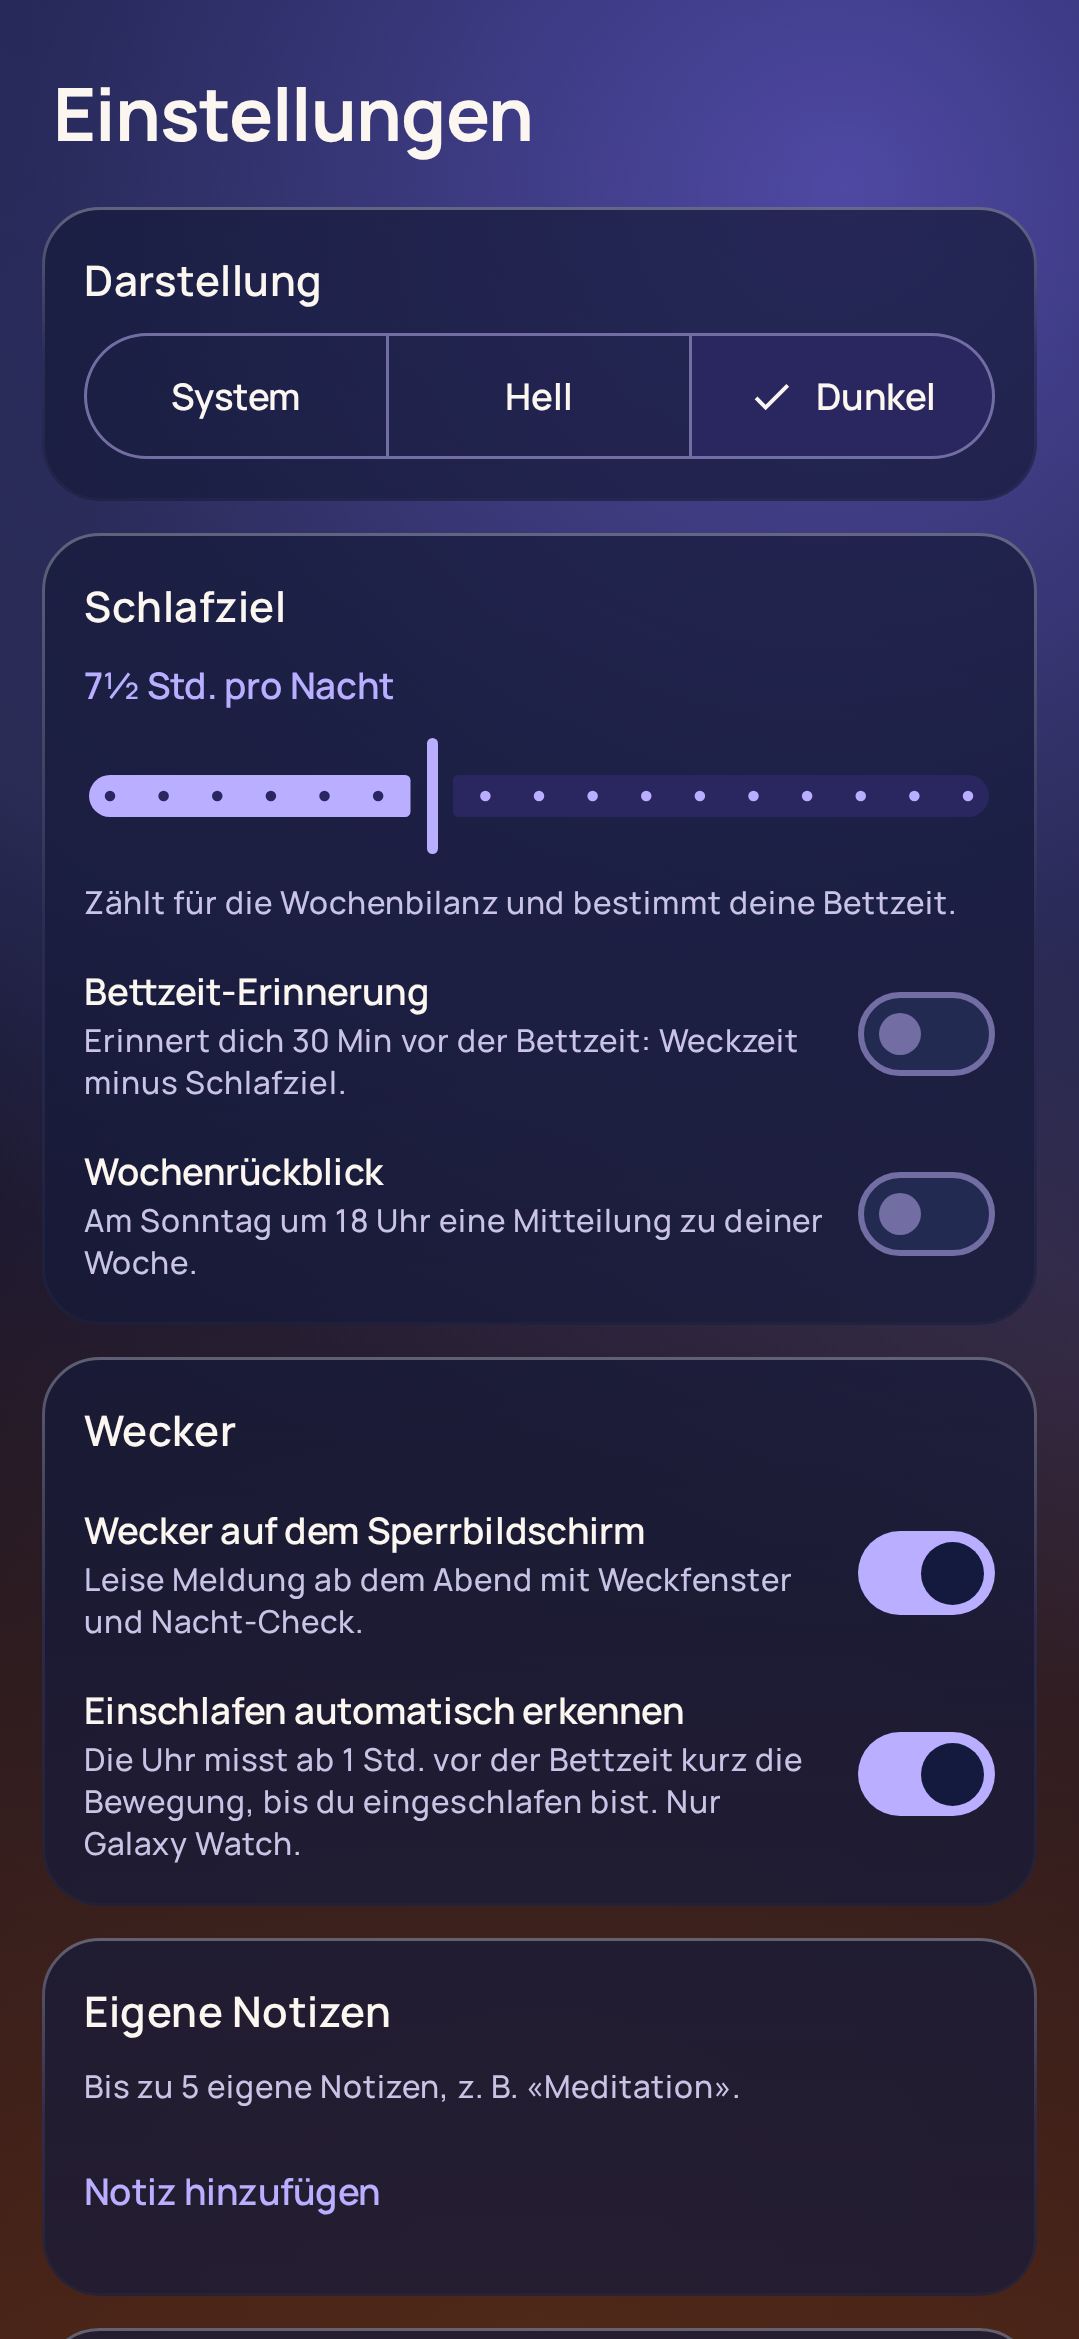 Einstellungen
Darstellung
System
Hell
Dunkel
Schlafziel
7½ Std. pro Nacht
Zählt für die Wochenbilanz und bestimmt deine Bettzeit.
Bettzeit-Erinnerung
Erinnert dich 30 Min vor der Bettzeit: Weckzeit
minus Schlafziel.
Wochenrückblick
Am Sonntag um 18 Uhr eine Mitteilung zu deiner
Woche.
Wecker
Wecker auf dem Sperrbildschirm
Leise Meldung ab dem Abend mit Weckfenster
und Nacht-Check.
Einschlafen automatisch erkennen
Die Uhr misst ab 1 Std. vor der Bettzeit kurz die
Bewegung, bis du eingeschlafen bist. Nur
Galaxy Watch.
Eigene Notizen
Bis zu 5 eigene Notizen, z. B. «Meditation».
Notiz hinzufügen